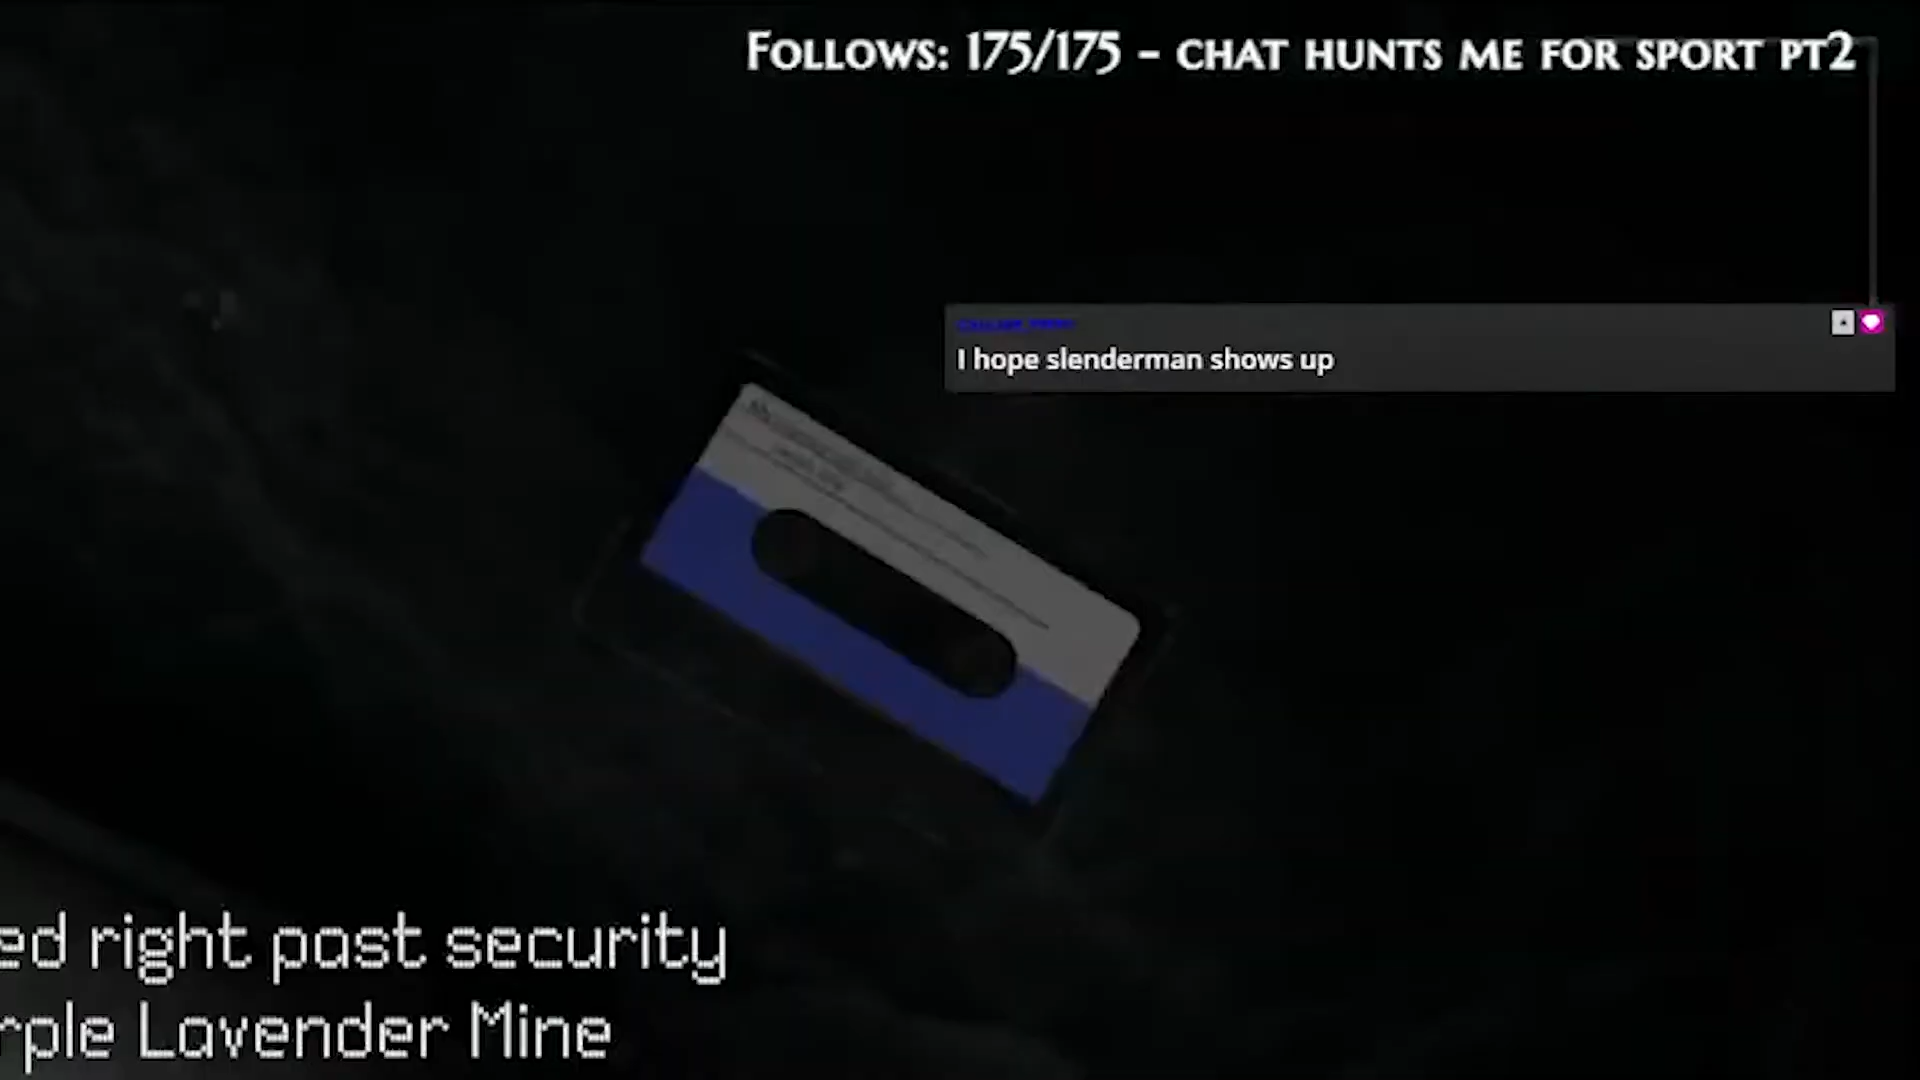 FOLLOWS: 175/175 - CHAT HUNTS ME FOR SPORT PT2
I hope slenderman shows up
ed right past security
rple Lavender Mine